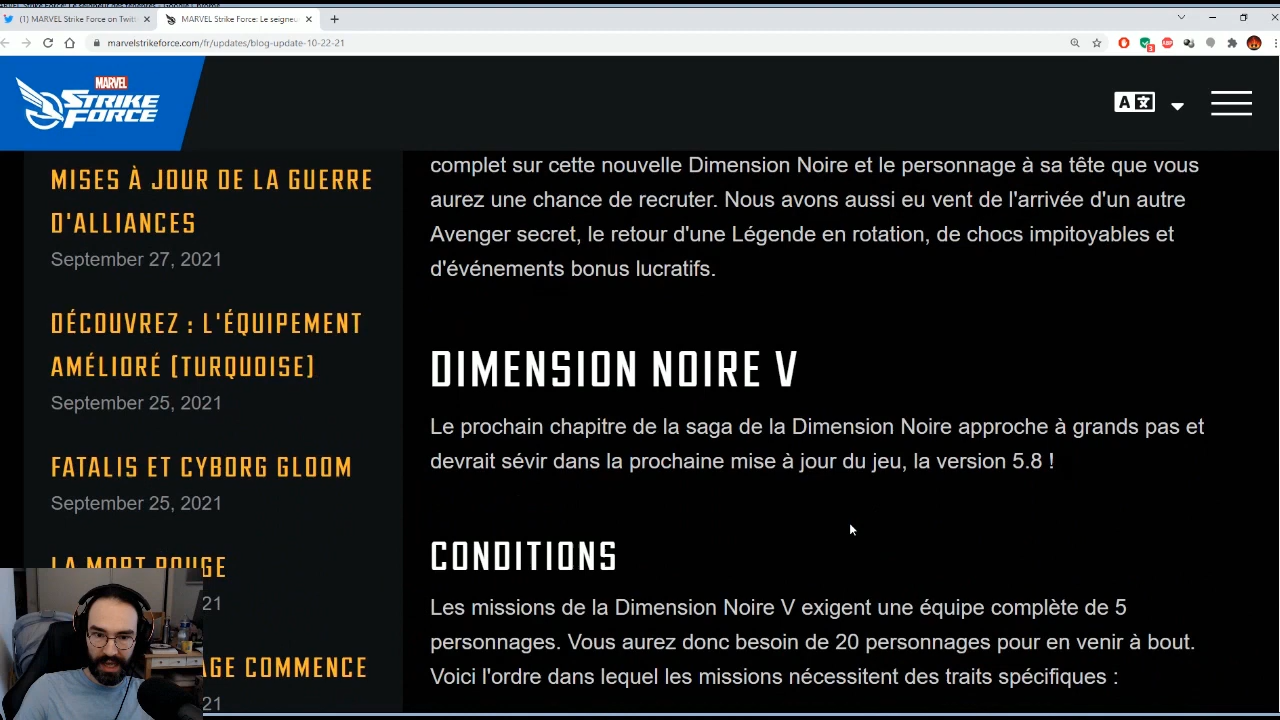 (1) MARVEL Strike Force on Twit
MARVEL Strike Force: Le seigneu
marvelstrikeforce.com/fr/updates/blog-update-10-22-21
ABP
3
MARVEL
STRIKE
FORCE
A
MISES À JOUR DE LA GUERRE
D'ALLIANCES
September 27, 2021
DÉCOUVREZ : L'ÉQUIPEMENT
AMÉLIORÉ (TURQUOISE)
September 25, 2021
FATALIS ET CYBORG GLOOM
September 25, 2021
LA MORT ROUGE
21
AGE COMMENCE
21
complet sur cette nouvelle Dimension Noire et le personnage à sa tête que vous
aurez une chance de recruter. Nous avons aussi eu vent de l'arrivée d'un autre
Avenger secret, le retour d'une Légende en rotation, de chocs impitoyables et
d'événements bonus lucratifs.
DIMENSION NOIRE V
Le prochain chapitre de la saga de la Dimension Noire approche à grands pas et
devrait sévir dans la prochaine mise à jour du jeu, la version 5.8 !
CONDITIONS
Les missions de la Dimension Noire V exigent une équipe complète de 5
personnages. Vous aurez donc besoin de 20 personnages pour en venir à bout.
Voici l'ordre dans lequel les missions nécessitent des traits spécifiques :